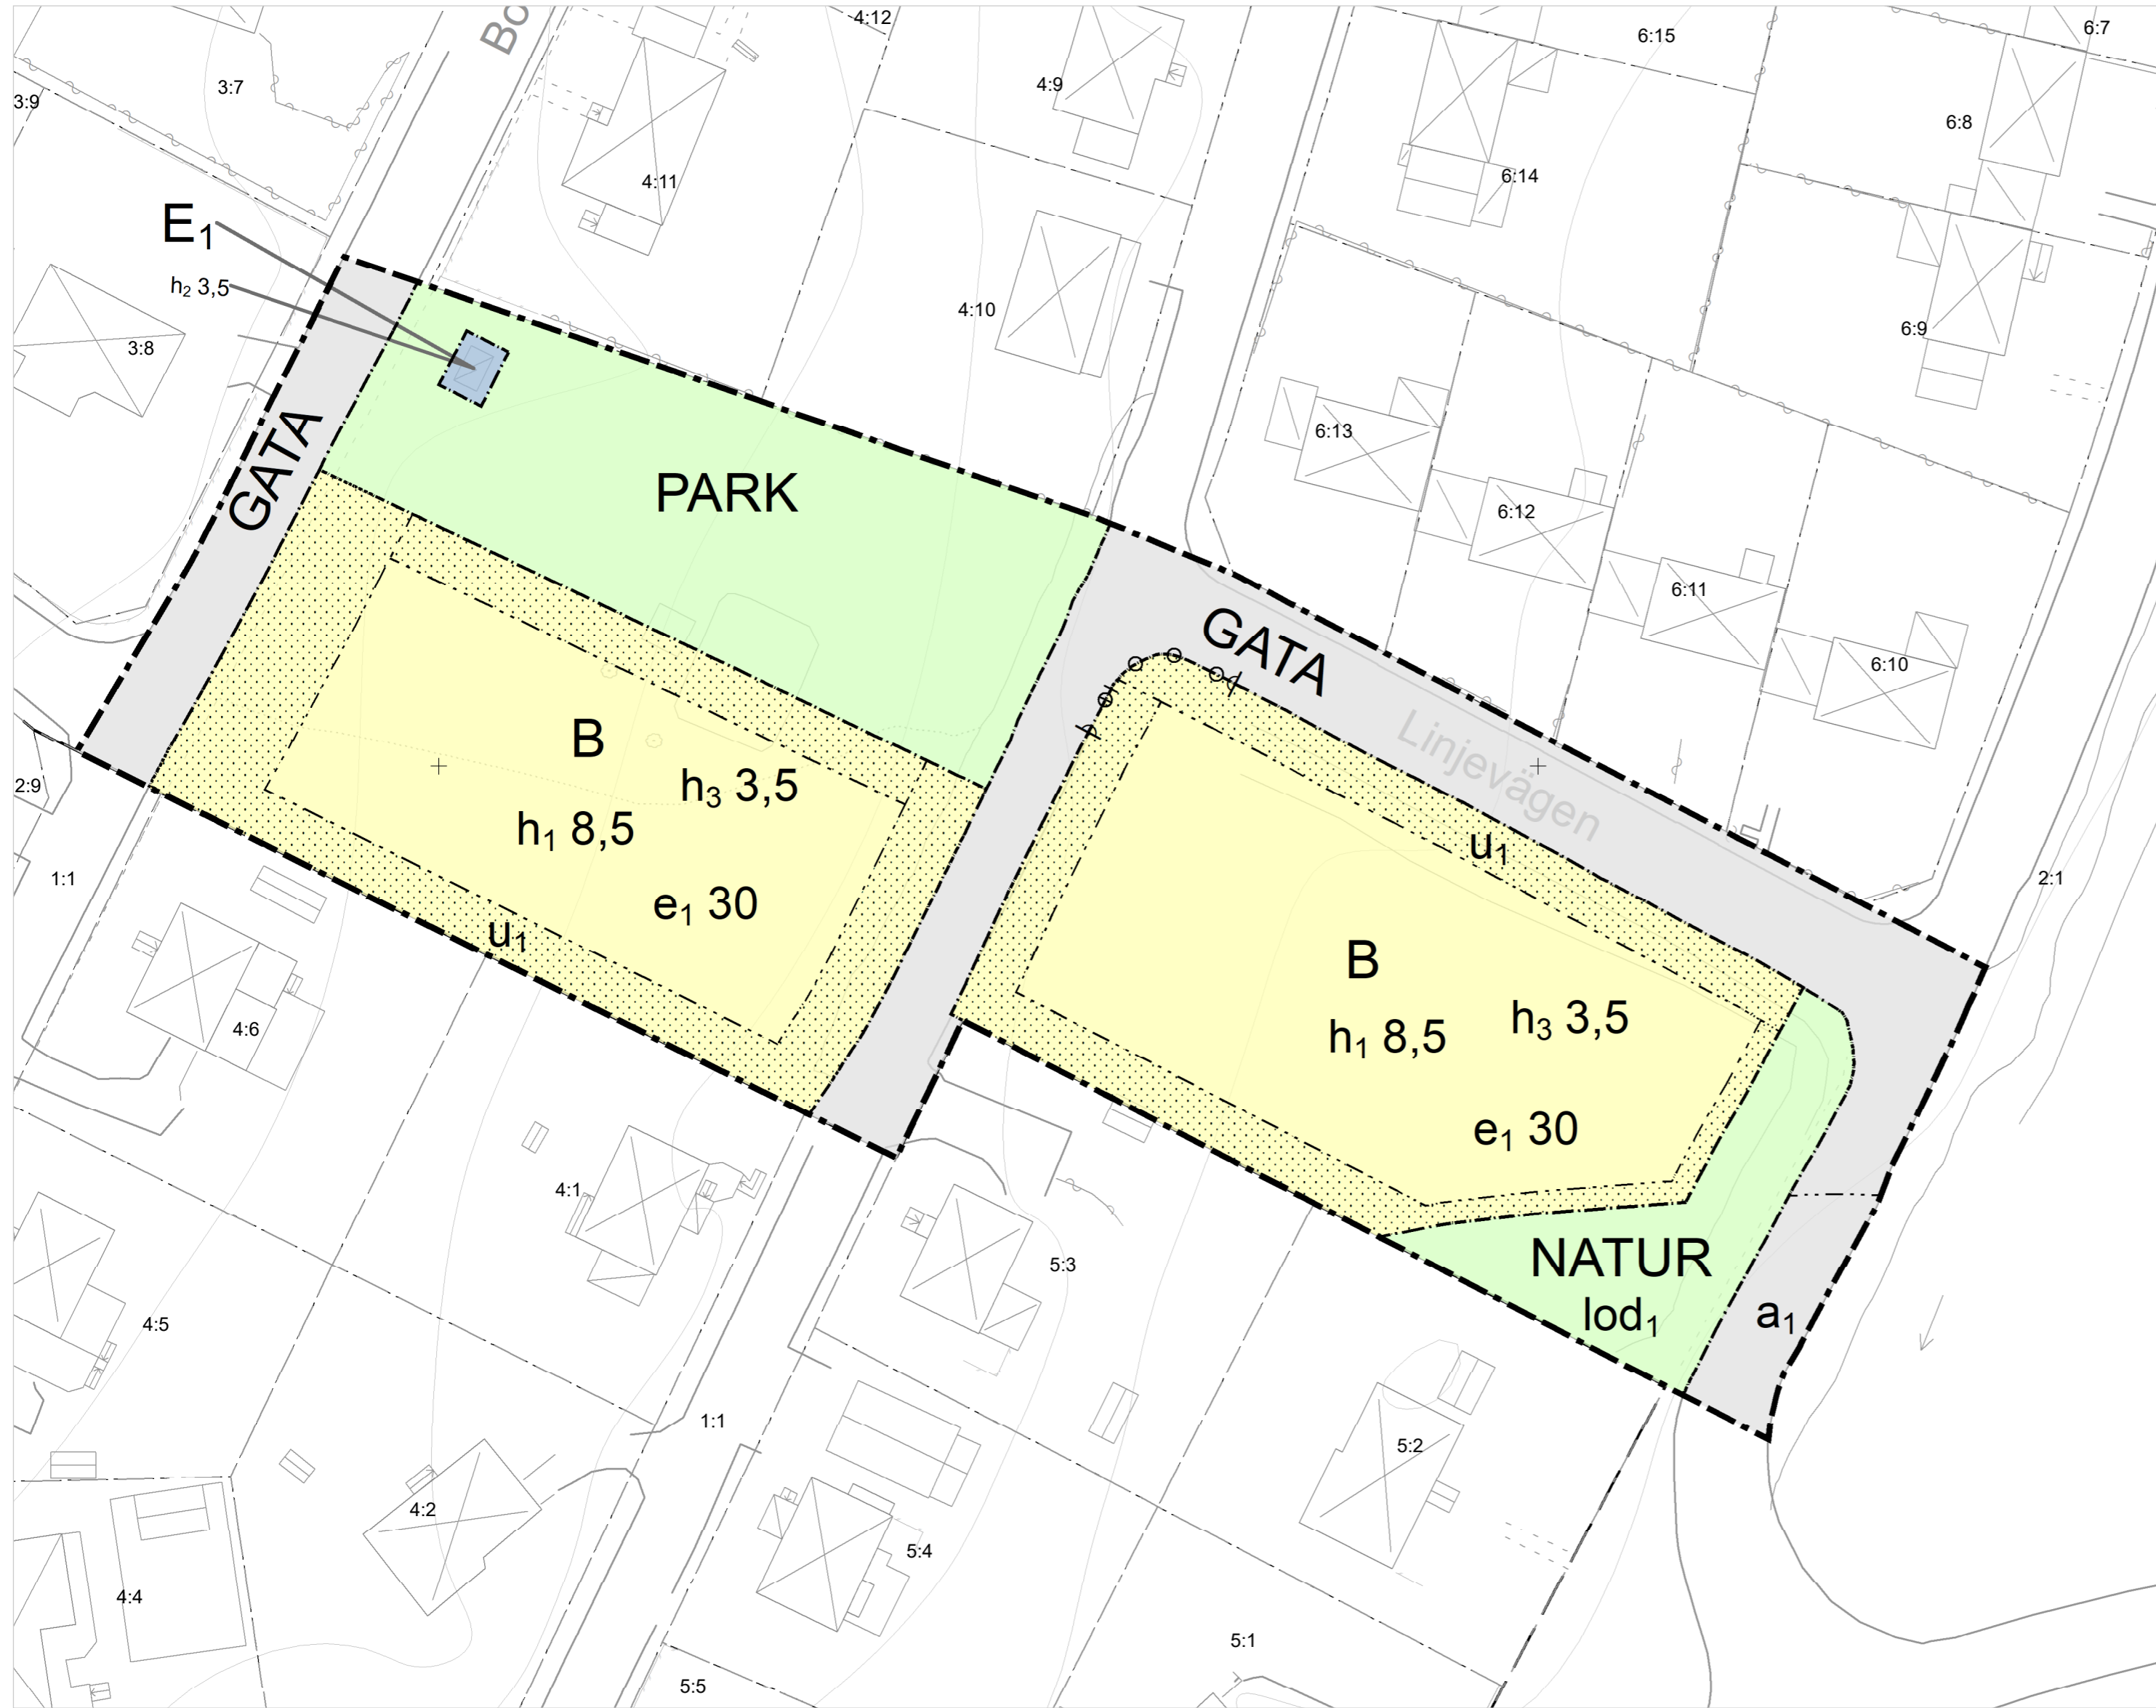 Bo
4:12
6:7
6:15
3:7
4:9
3:9
6:8
6:14
4:11
E₁
h₂ 3,5
4:10
6:9
3:8
6:13
GATA
PARK
6:12
6:11
GATA
6:10
B
Linjevägen
h₃ 3,5
2:9
h₁ 8,5
u₁
1:1
2:1
e₁ 30
u₁
B
h₃ 3,5
4:6
h₁ 8,5
e₁ 30
4:1
5:3
NATUR
lod₁
a₁
4:5
1:1
5:2
4:2
5:4
4:4
5:1
5:5